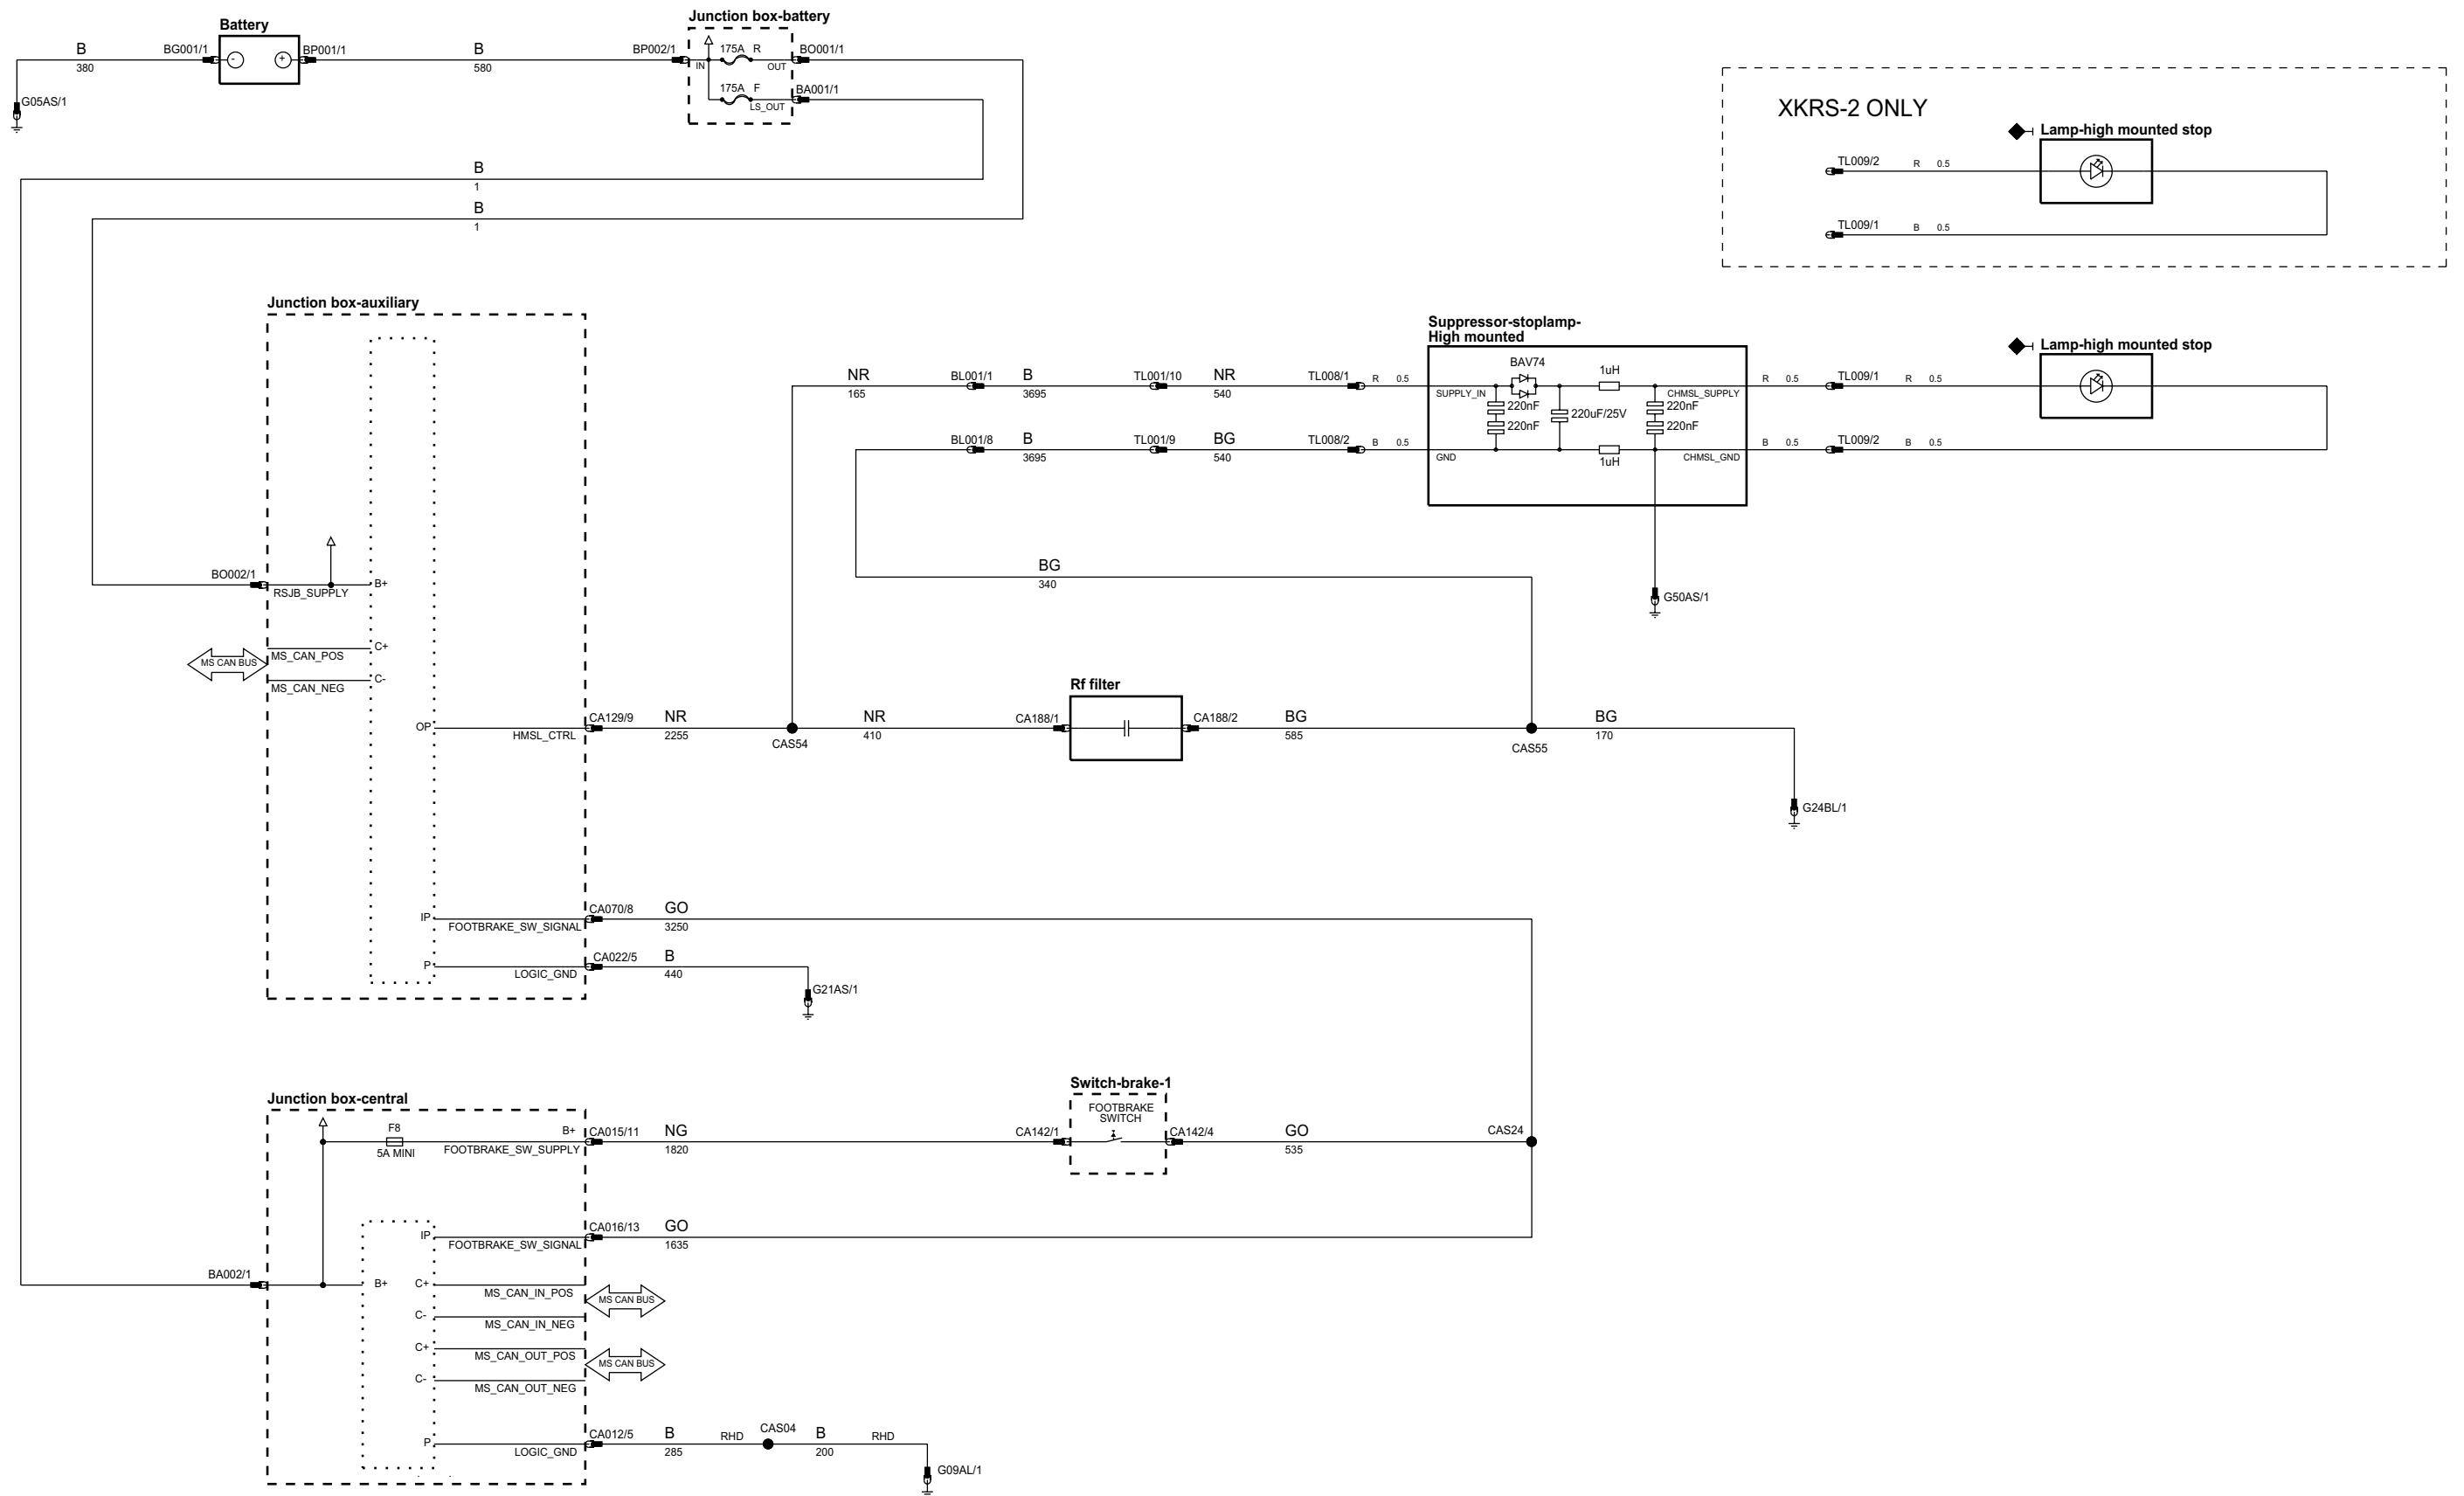 Battery
Junction box-battery
B
380
BG001/1
-
+
BP001/1
B
580
BP002/1
IN
175A R
OUT
BO001/1
175A F
LS_OUT
BA001/1
G05AS/1
B
1
B
1
XKRS-2 ONLY
Lamp-high mounted stop
TL009/2
R 0.5
TL009/1
B 0.5
Junction box-auxiliary
Suppressor-stoplamp-
High mounted
Lamp-high mounted stop
NR
165
BL001/1
B
3695
TL001/10
NR
540
TL008/1
R 0.5
SUPPLY_IN
BAV74
1uH
CHMSL_SUPPLY
220nF
220nF
220uF/25V
220nF
220nF
R 0.5
TL009/1
R 0.5
BL001/8
B
3695
TL001/9
BG
540
TL008/2
B 0.5
GND
1uH
CHMSL_GND
B 0.5
TL009/2
B 0.5
BG
340
G50AS/1
BO002/1
RSJB_SUPPLY
B+
MS CAN BUS
MS_CAN_POS
C+
MS_CAN_NEG
C-
OP
HMSL_CTRL
CA129/9
NR
2255
CAS54
NR
410
Rf filter
CA188/1
CA188/2
BG
585
CAS55
BG
170
G24BL/1
IP
FOOTBRAKE_SW_SIGNAL
CA070/8
GO
3250
P
LOGIC_GND
CA022/5
B
440
G21AS/1
Junction box-central
Switch-brake-1
FOOTBRAKE
SWITCH
F8
5A MINI
B+
FOOTBRAKE_SW_SUPPLY
CA015/11
NG
1820
CA142/1
CA142/4
GO
535
CAS24
IP
FOOTBRAKE_SW_SIGNAL
CA016/13
GO
1635
BA002/1
B+
C+
MS_CAN_IN_POS
MS CAN BUS
C-
MS_CAN_IN_NEG
C+
MS_CAN_OUT_POS
MS CAN BUS
C-
MS_CAN_OUT_NEG
P
LOGIC_GND
CA012/5
B
285
RHD
CAS04
B
200
RHD
G09AL/1